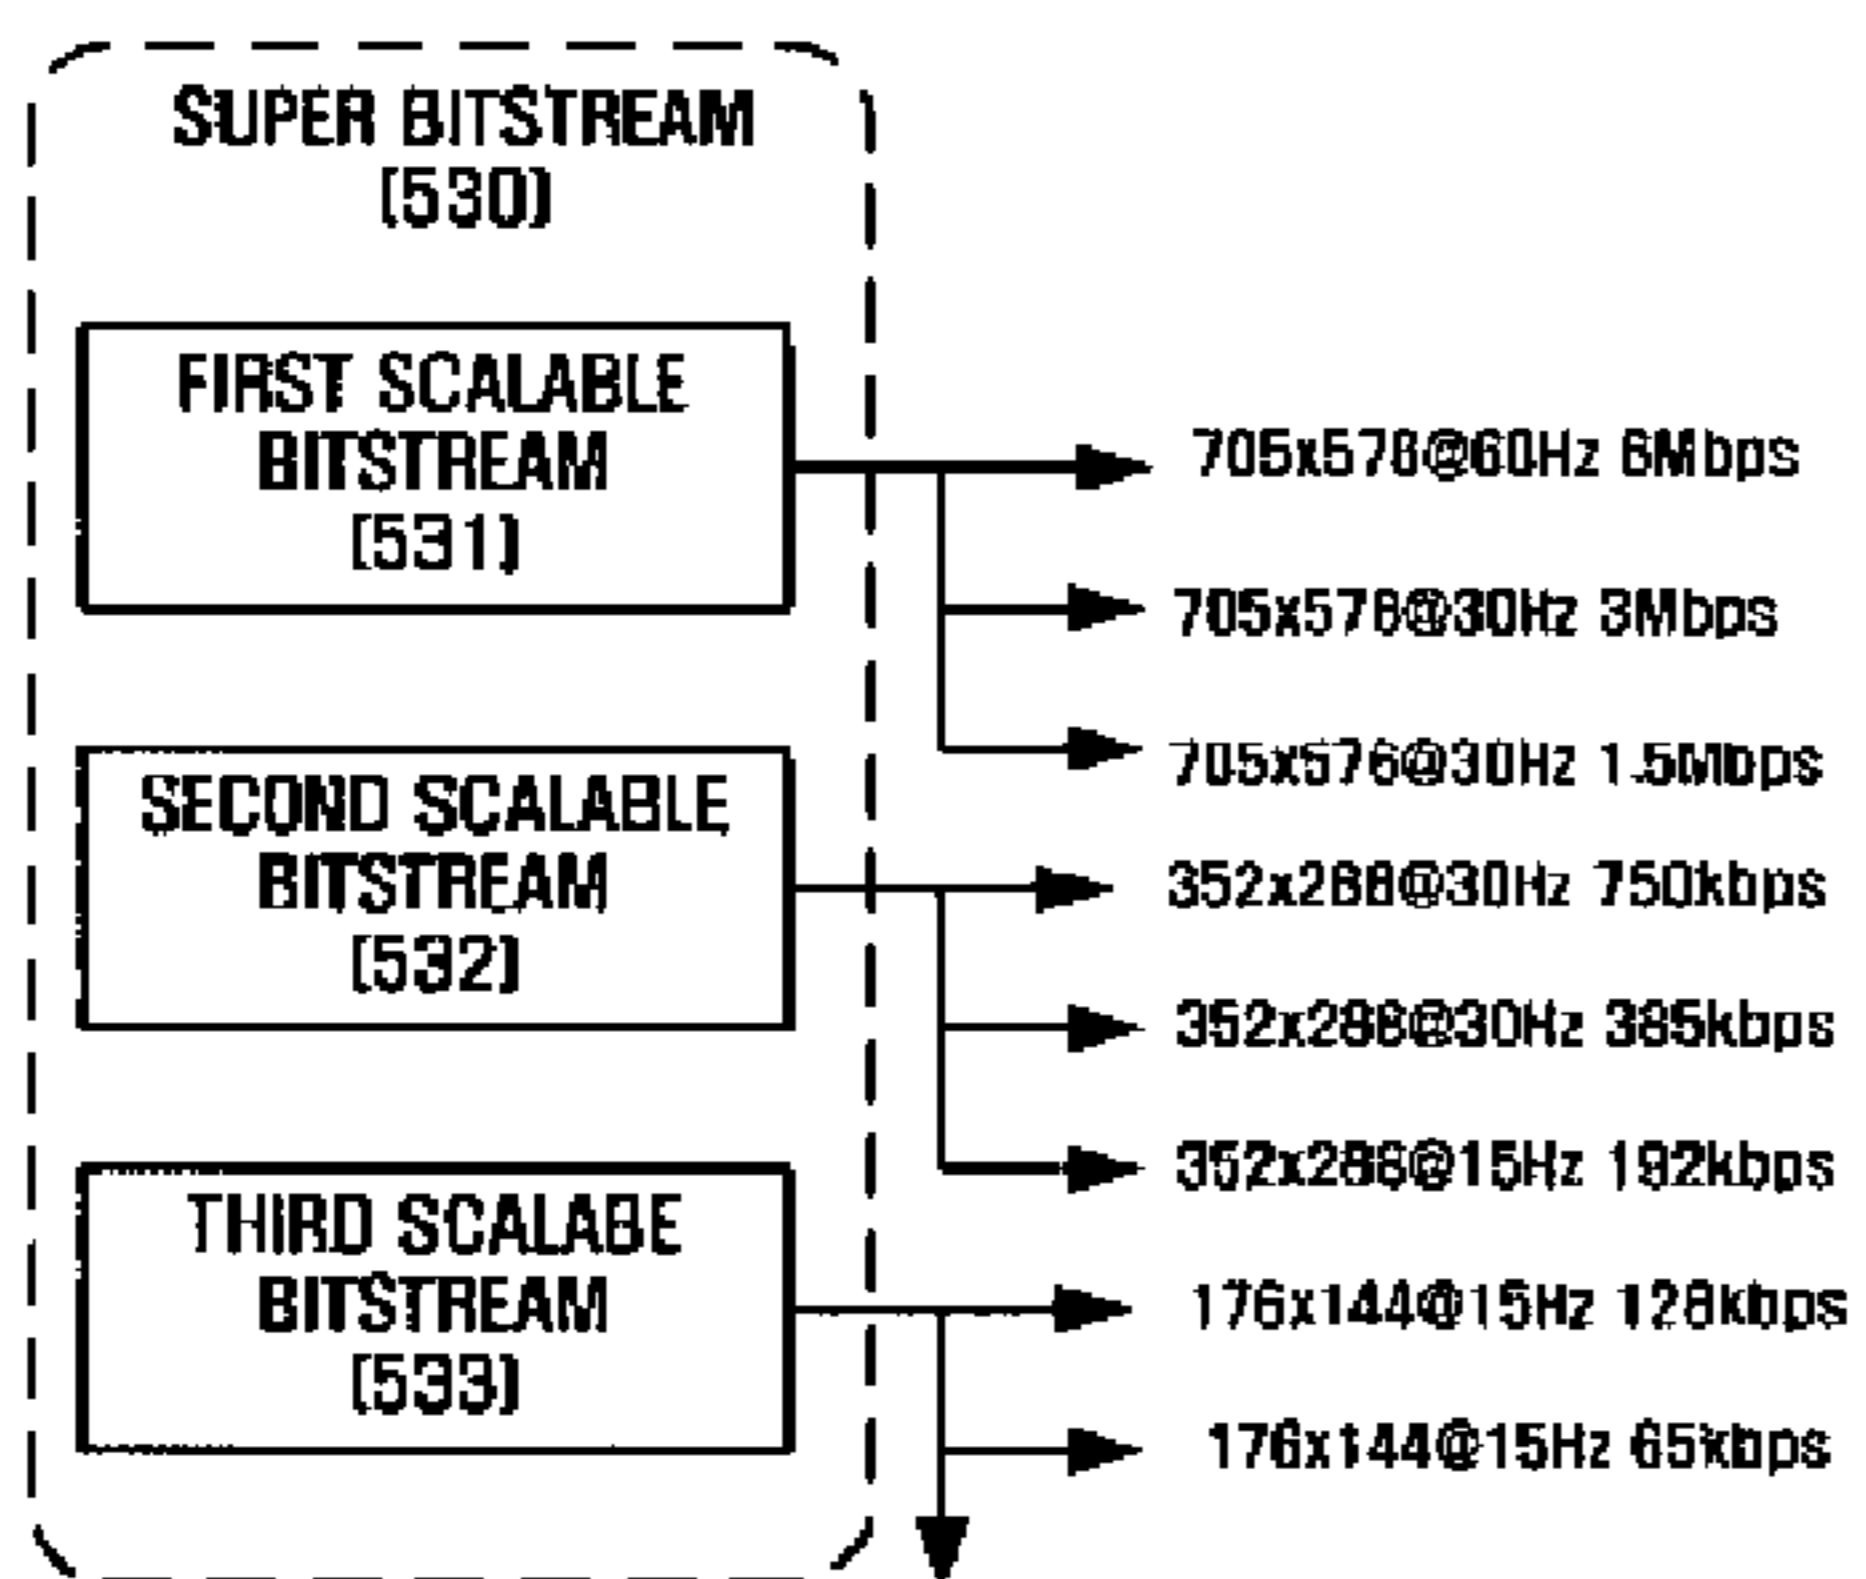 SUPER BITSTREAM
(530)
FIRST SCALABLE
BITSTREAM
(531)
705x576@60Hz 6Mbps
705x576@30Hz 3Mbps
705x576@30Hz 1.5Mbps
SECOND SCALABLE
BITSTREAM
(532)
352x288@30Hz 750kbps
352x288@30Hz 385kbps
352x288@15Hz 192kbps
THIRD SCALABE
BITSTREAM
(533)
176x144@15Hz 128kbps
176x144@15Hz 65kbps